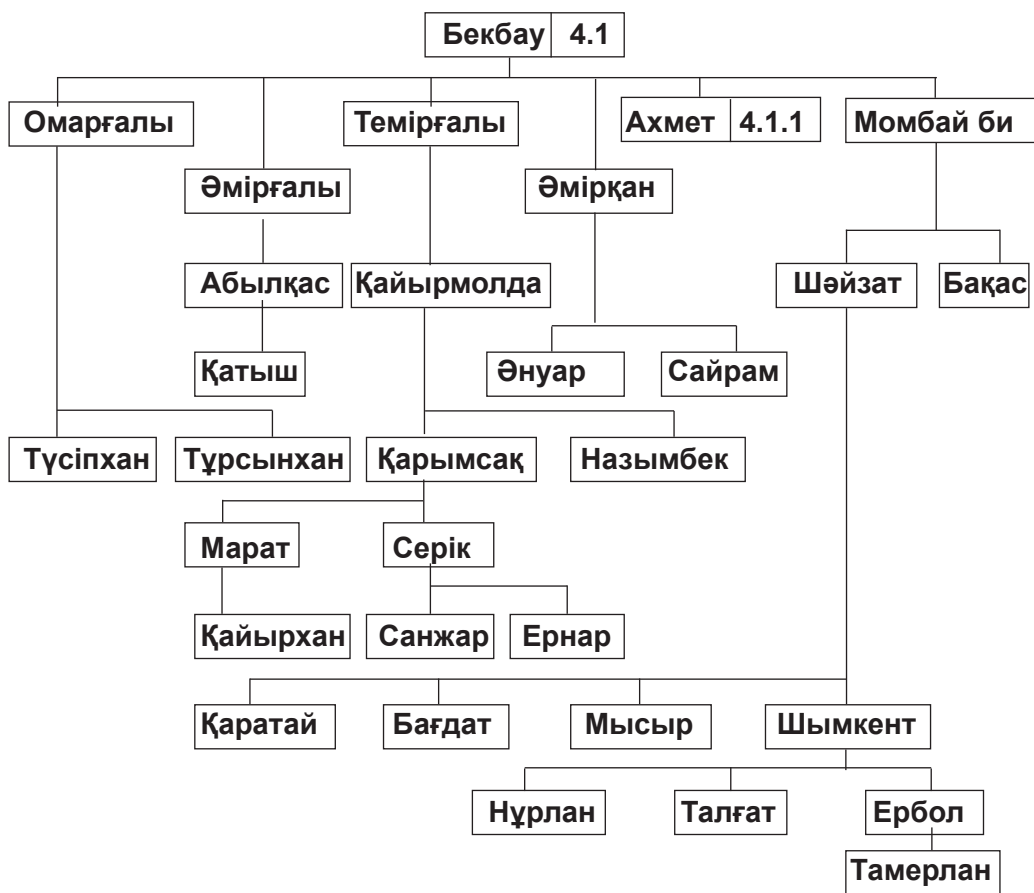 Бекбау 4.1
Омарғалы Темірғалы Ахмет 4.1.1 Момбай би
Әмірғалы Әмірқан
Абылқас Қайырмолда Шәйзат Бақас
Қатыш Әнуар Сайрам
Түсіпхан Тұрсынхан Қарымсақ Назымбек
Марат Серік
Қайырхан Санжар Ернар
Қаратай Бағдат Мысыр Шымкент
Нұрлан Талғат Ербол
Тамерлан